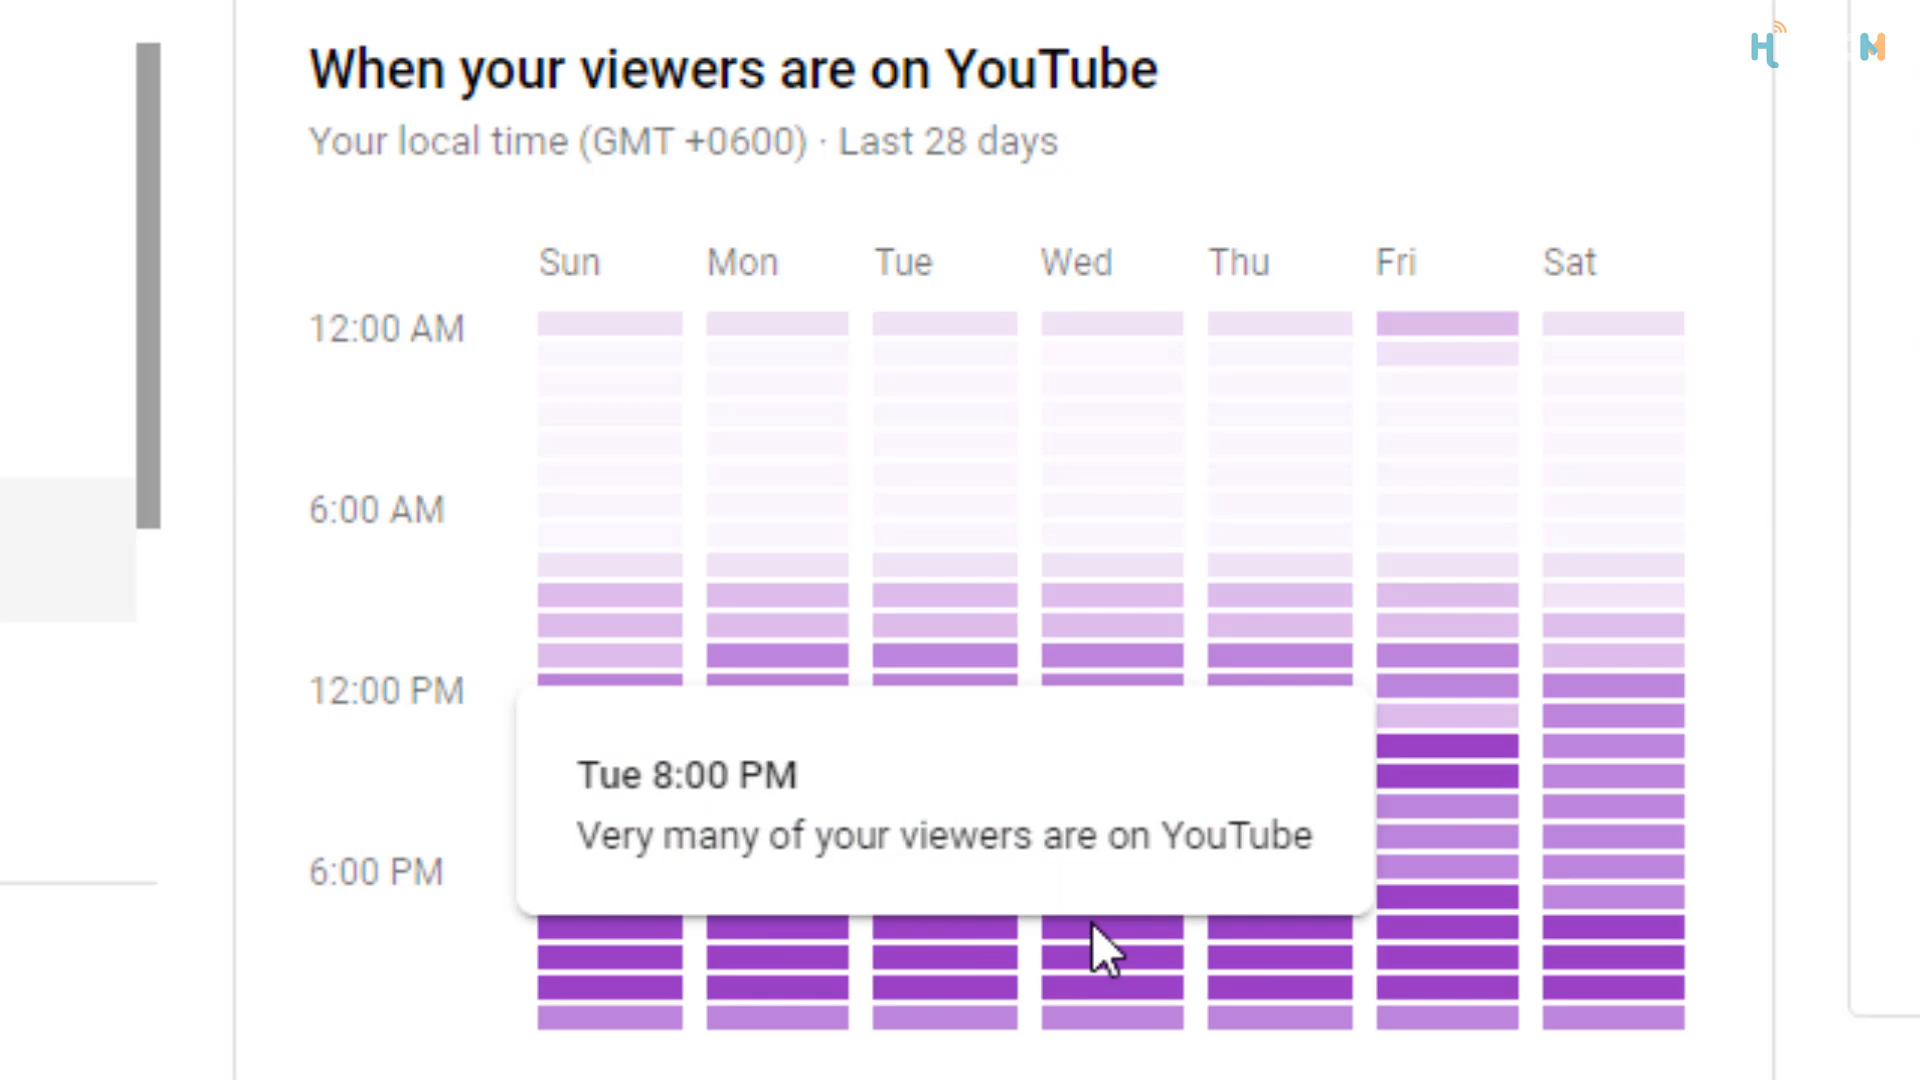 When your viewers are on YouTube
Your local time (GMT +0600) · Last 28 days
Sun Mon Tue Wed Thu Fri Sat
12:00 AM
6:00 AM
12:00 PM
Tue 8:00 PM
Very many of your viewers are on YouTube
6:00 PM